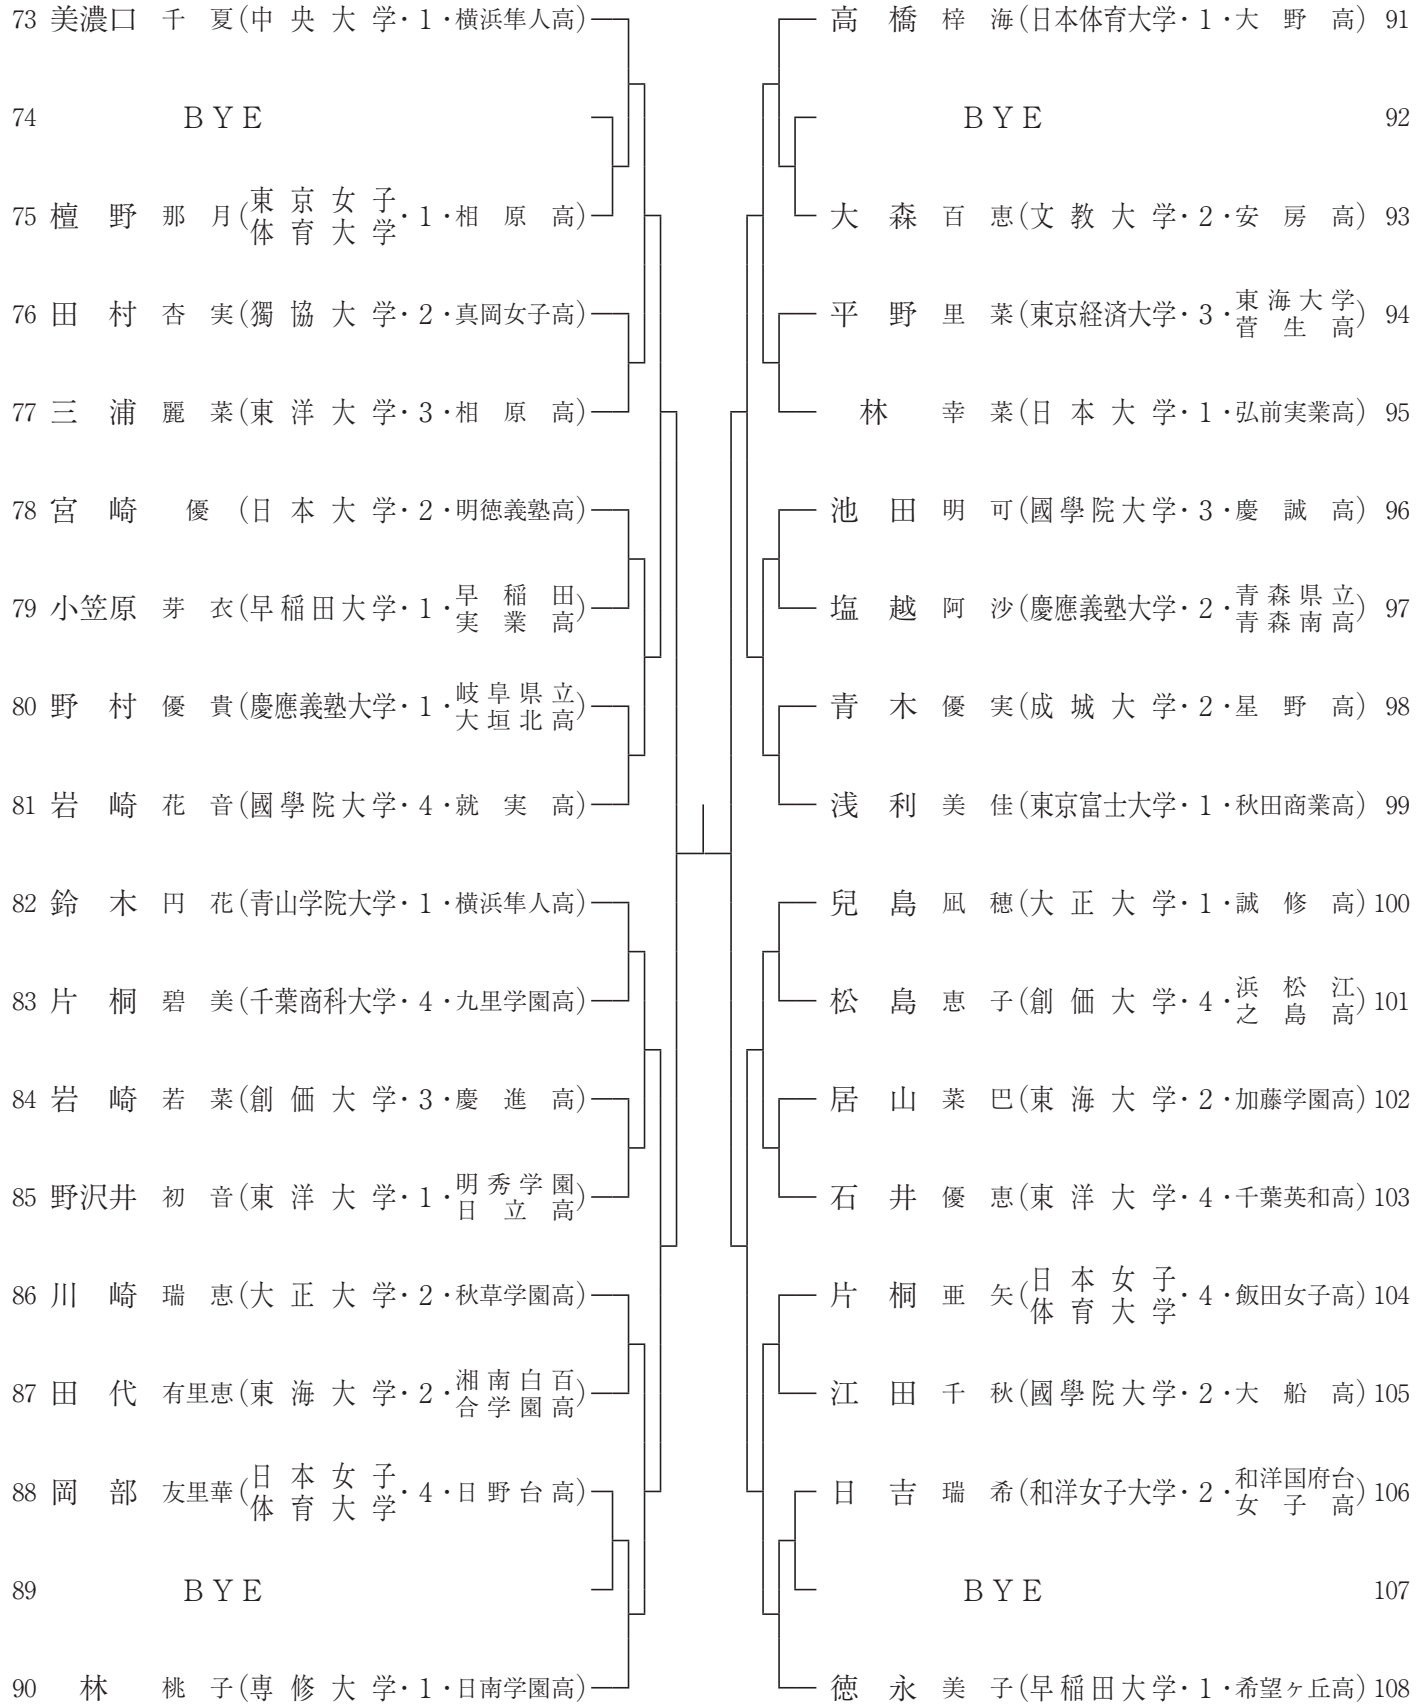 73 美濃口 千夏(中央大学・1・横浜隼人高)
74 BYE
75 檀野 那月(東京女子体育大学・1・相原高)
76 田村 杏実(獨協大学・2・真岡女子高)
77 三浦 麗菜(東洋大学・3・相原高)
78 宮崎 優(日本大学・2・明徳義塾高)
79 小笠原 芽衣(早稲田大学・1・早稲田実業高)
80 野村 優貴(慶應義塾大学・1・岐阜県立大垣北高)
81 岩崎 花音(國學院大学・4・就実高)
82 鈴木 円花(青山学院大学・1・横浜隼人高)
83 片桐 碧美(千葉商科大学・4・九里学園高)
84 岩崎 若菜(創価大学・3・慶進高)
85 野沢井 初音(東洋大学・1・明秀学園日立高)
86 川崎 瑞恵(大正大学・2・秋草学園高)
87 田代 有里恵(東海大学・2・湘南白百合学園高)
88 岡部 友里華(日本女子体育大学・4・日野台高)
89 BYE
90 林 桃子(専修大学・1・日南学園高)
高橋 梓海(日本体育大学・1・大野高) 91
BYE 92
大森 百恵(文教大学・2・安房高) 93
平野 里菜(東京経済大学・3・東海大学菅生高) 94
林 幸菜(日本大学・1・弘前実業高) 95
池田 明可(國學院大学・3・慶誠高) 96
塩越 阿沙(慶應義塾大学・2・青森県立青森南高) 97
青木 優実(成城大学・2・星野高) 98
浅利 美佳(東京富士大学・1・秋田商業高) 99
兒島 凪穂(大正大学・1・誠修高) 100
松島 恵子(創価大学・4・浜松江之島高) 101
居山 菜巴(東海大学・2・加藤学園高) 102
石井 優恵(東洋大学・4・千葉英和高) 103
片桐 亜矢(日本女子体育大学・4・飯田女子高) 104
江田 千秋(國學院大学・2・大船高) 105
日吉 瑞希(和洋女子大学・2・和洋国府台女子高) 106
BYE 107
徳永 美子(早稲田大学・1・希望ヶ丘高) 108